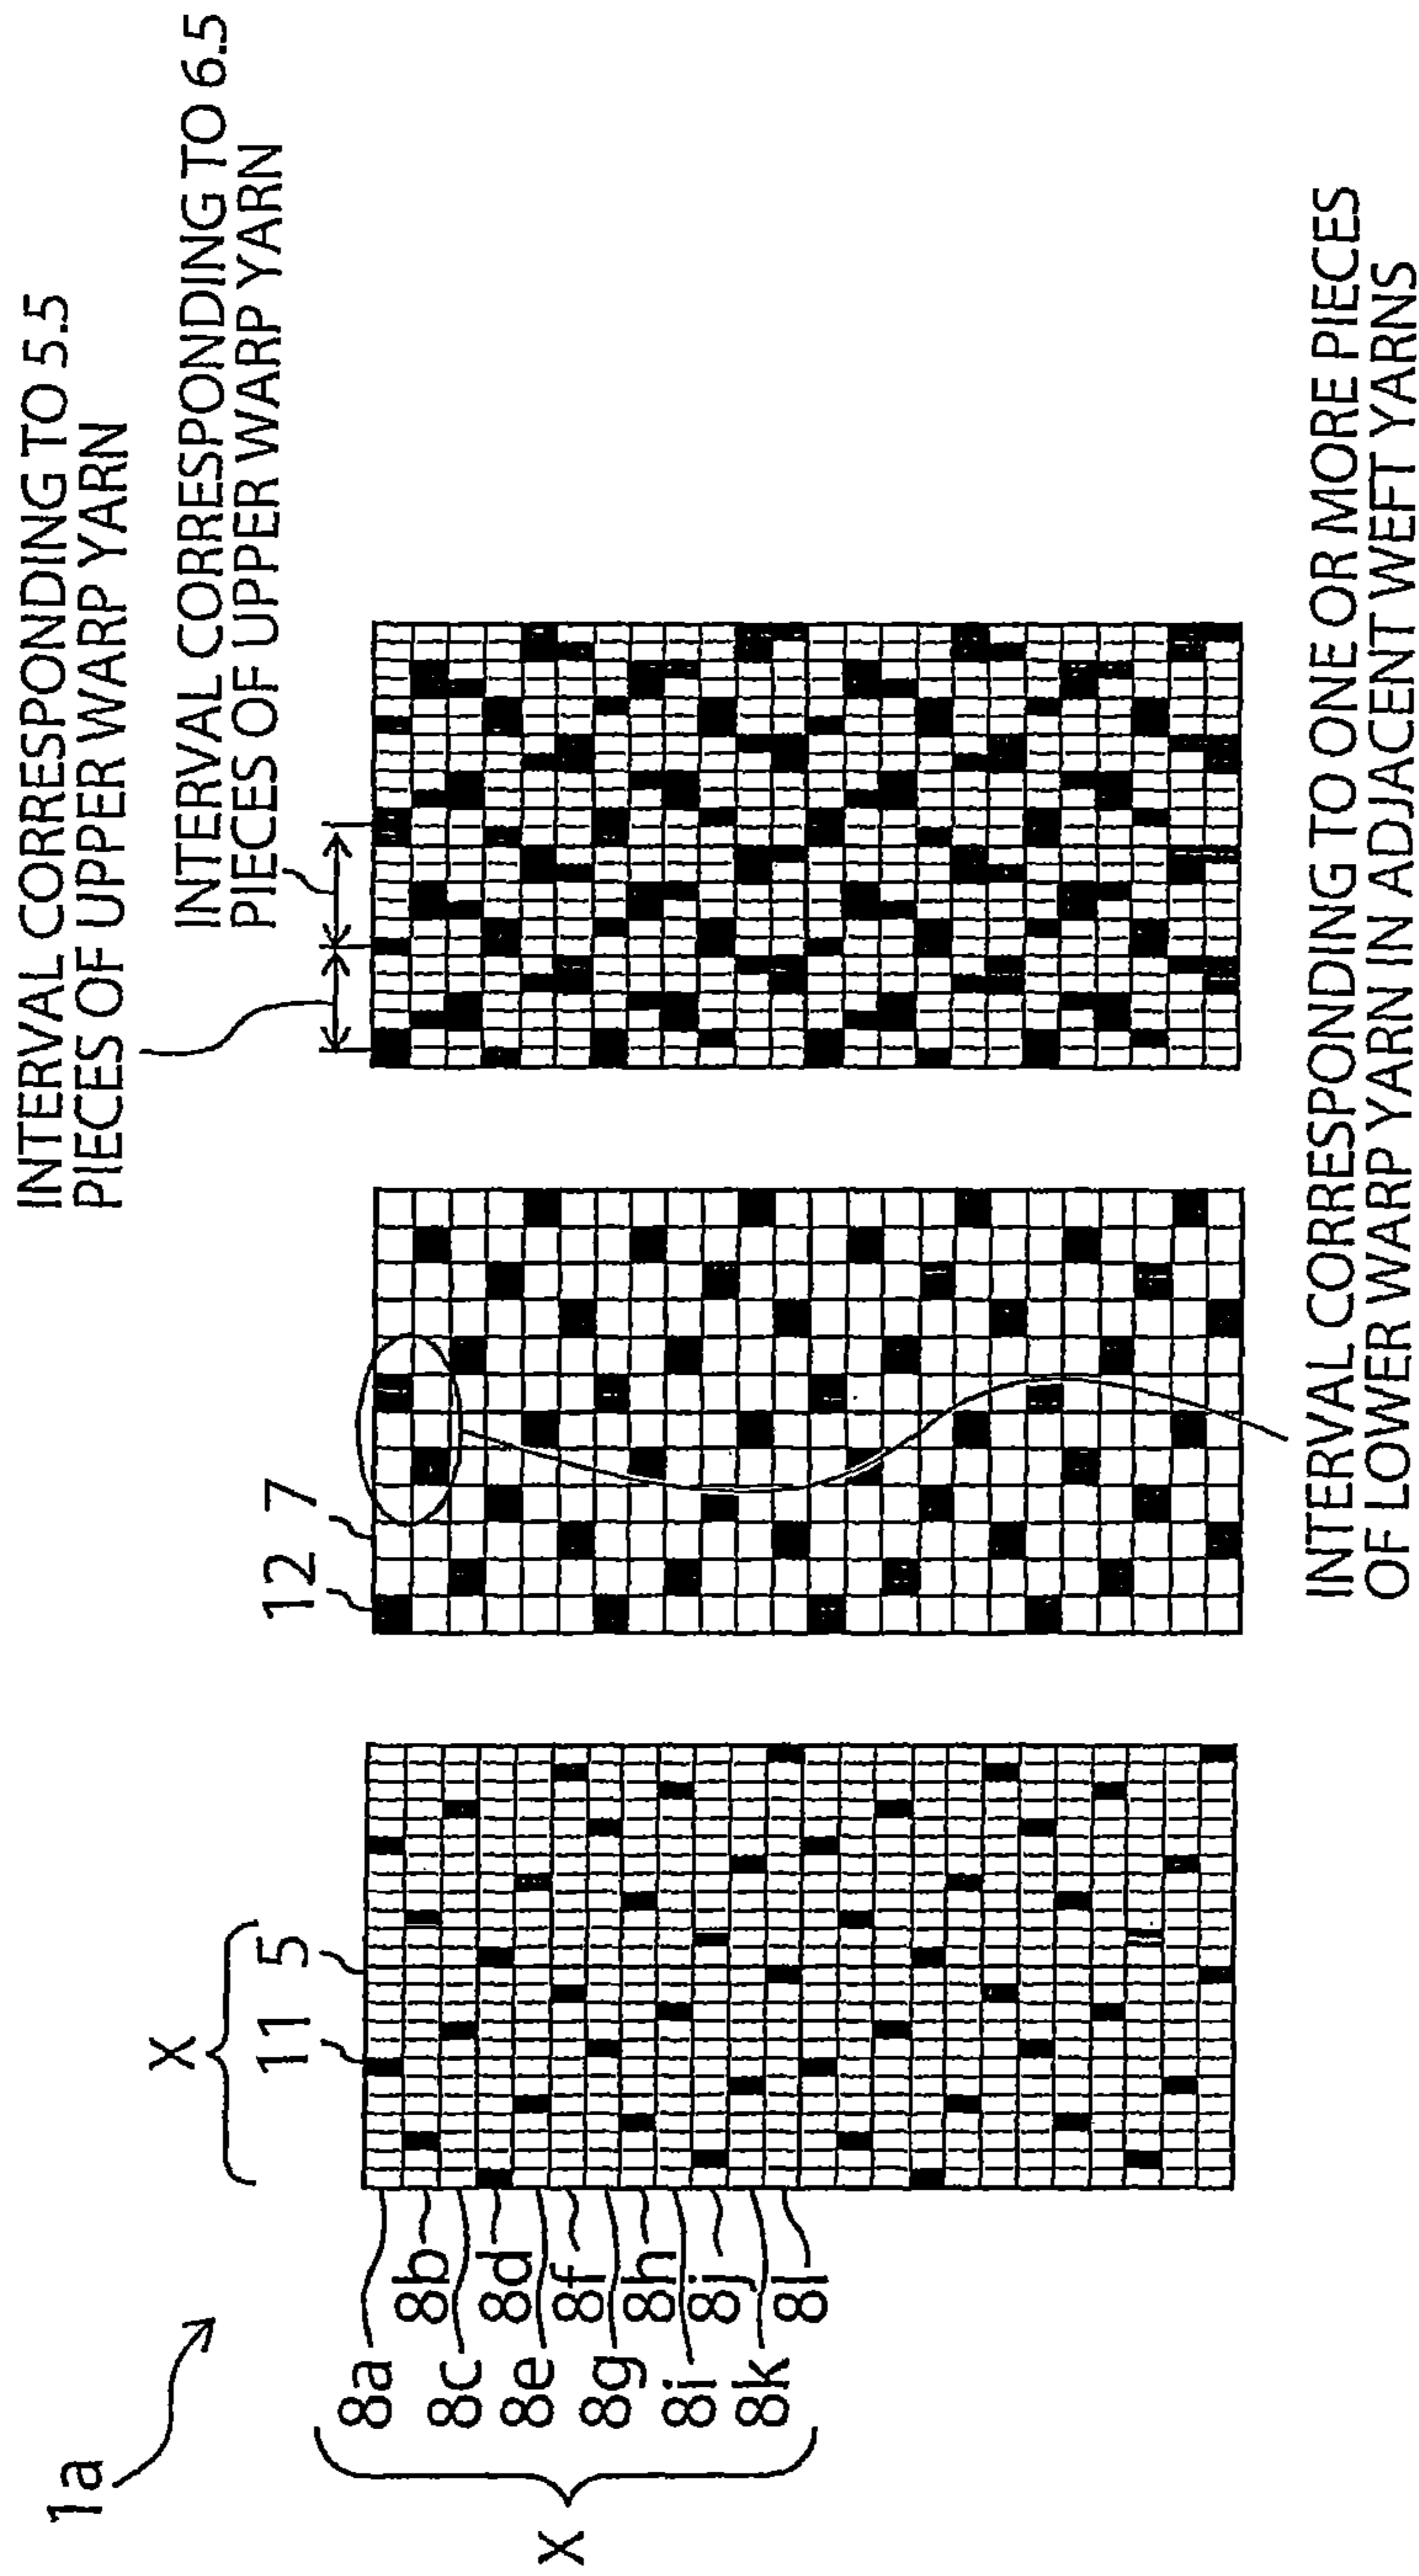 1a
X
8a
8b
8c
8d
8e
8f
8g
8h
8i
8j
8k
8l
X
11
5
12
7
INTERVAL CORRESPONDING TO 5.5
PIECES OF UPPER WARP YARN
INTERVAL CORRESPONDING TO 6.5
PIECES OF UPPER WARP YARN
INTERVAL CORRESPONDING TO ONE OR MORE PIECES
OF LOWER WARP YARN IN ADJACENT WEFT YARNS